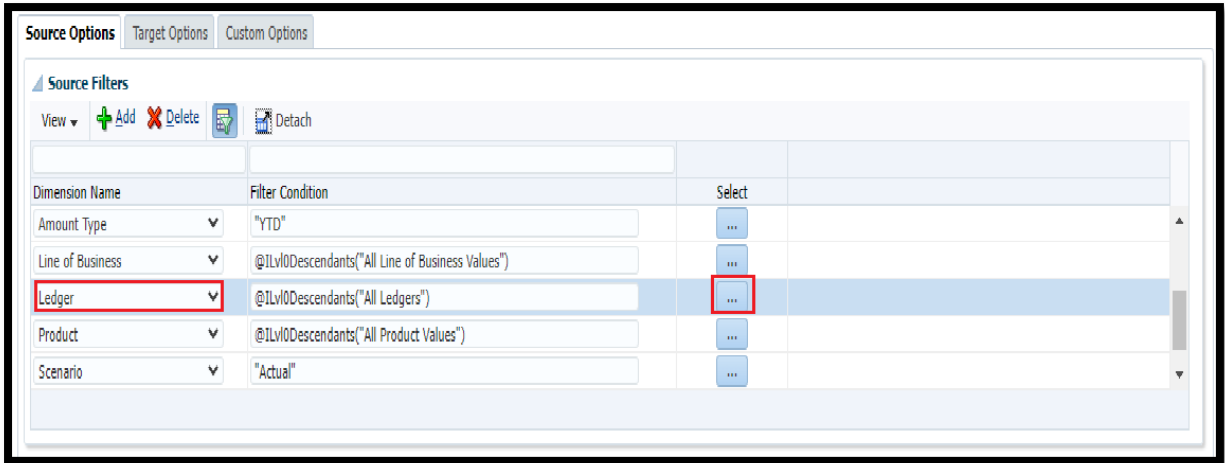 Source Options Target Options Custom Options
Source Filters
View Add Delete Detach
Dimension Name Filter Condition Select
Amount Type "YTD" ...
Line of Business @ILvl0Descendants("All Line of Business Values") ...
Ledger @ILvl0Descendants("All Ledgers") ...
Product @ILvl0Descendants("All Product Values") ...
Scenario "Actual" ...